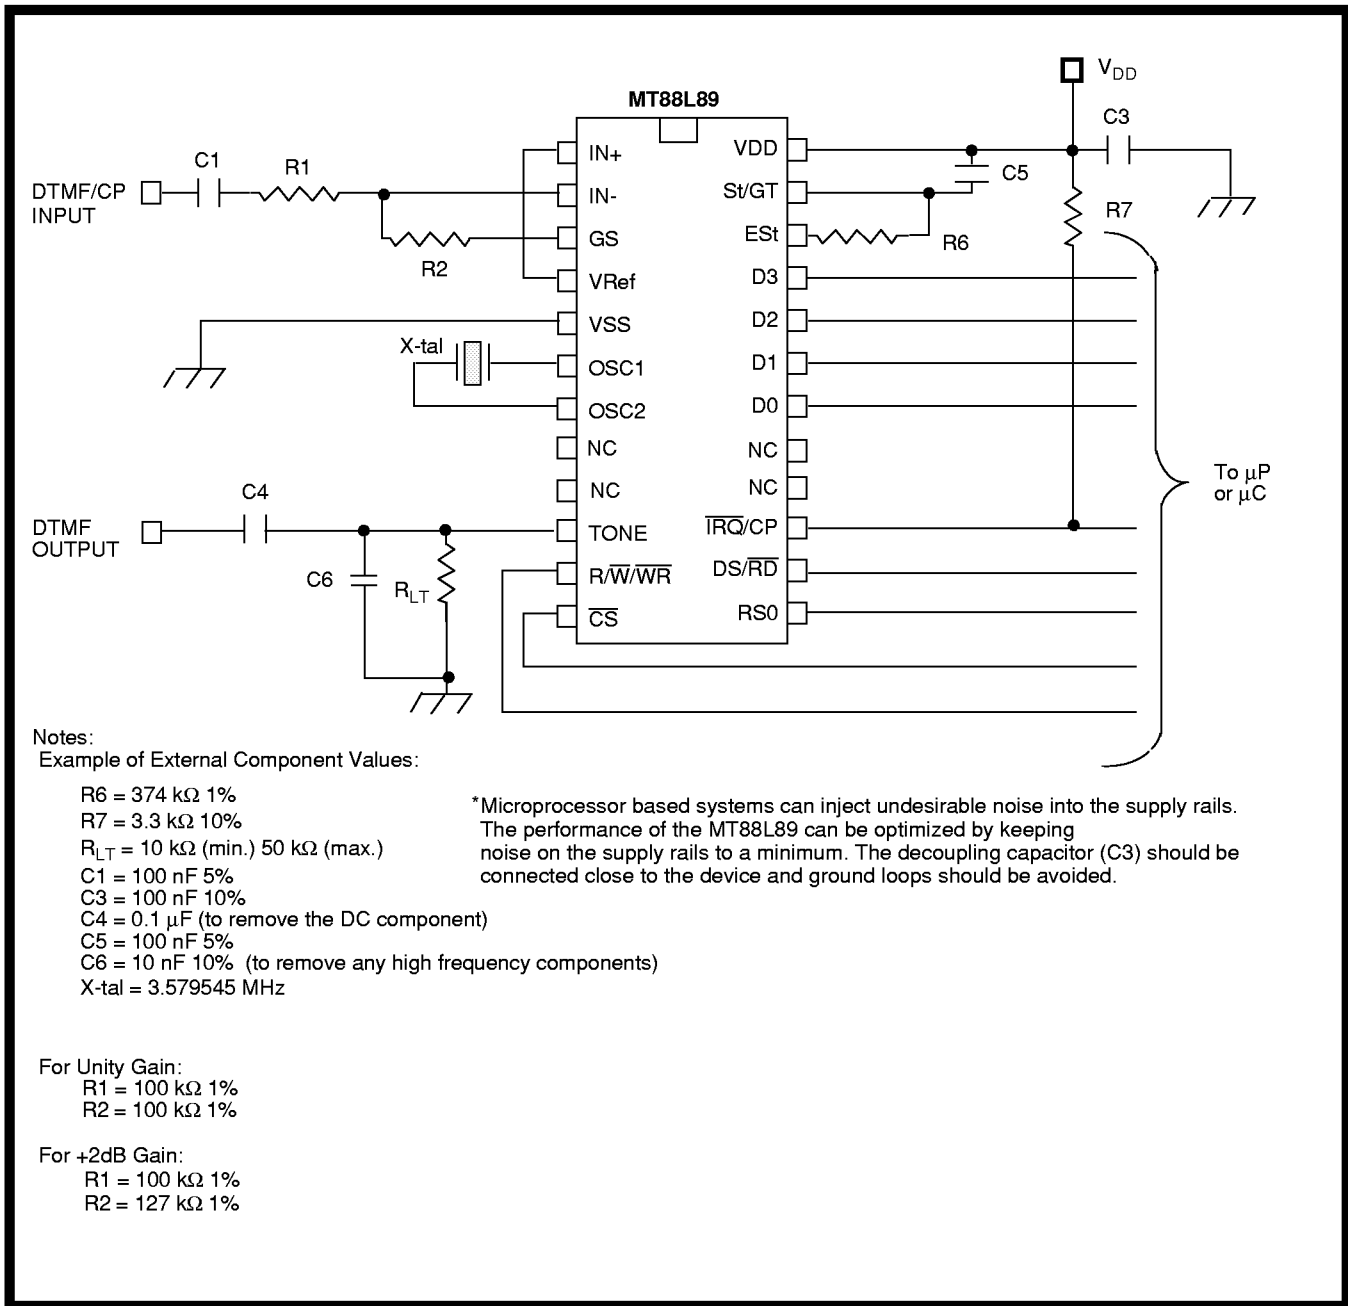 MT88L89
V_DD
C3
C1
R1
IN+
VDD
DTMF/CP
INPUT
IN-
St/GT
C5
R7
GS
ESt
R6
R2
VRef
D3
VSS
D2
X-tal
OSC1
D1
OSC2
D0
NC
NC
NC
NC
To μP
or μC
C4
DTMF
OUTPUT
TONE
I̅R̅Q̅/CP
C6
R_LT
R/W̅/W̅R̅
DS/R̅D̅
C̅S̅
RS0
Notes:
Example of External Component Values:
R6 = 374 kΩ 1%
R7 = 3.3 kΩ 10%
R_LT = 10 kΩ (min.) 50 kΩ (max.)
C1 = 100 nF 5%
C3 = 100 nF 10%
C4 = 0.1 μF (to remove the DC component)
C5 = 100 nF 5%
C6 = 10 nF 10% (to remove any high frequency components)
X-tal = 3.579545 MHz
*Microprocessor based systems can inject undesirable noise into the supply rails.
The performance of the MT88L89 can be optimized by keeping
noise on the supply rails to a minimum. The decoupling capacitor (C3) should be
connected close to the device and ground loops should be avoided.
For Unity Gain:
R1 = 100 kΩ 1%
R2 = 100 kΩ 1%
For +2dB Gain:
R1 = 100 kΩ 1%
R2 = 127 kΩ 1%